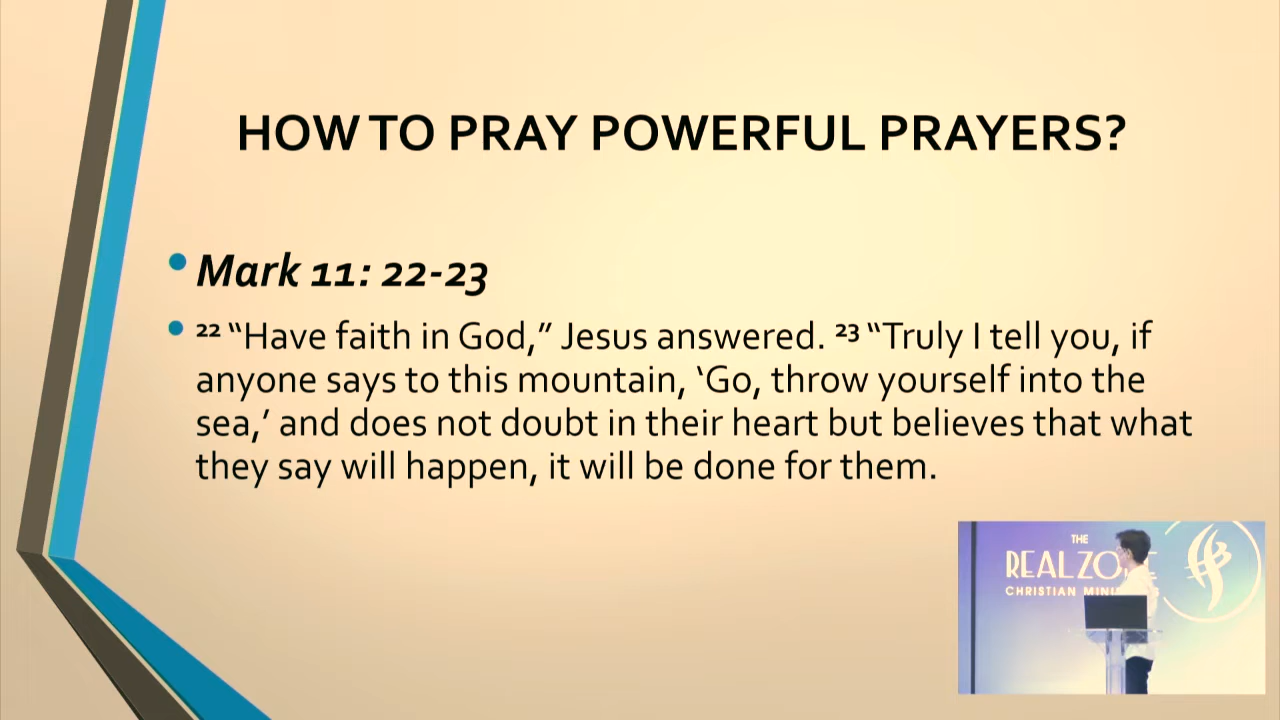 HOW TO PRAY POWERFUL PRAYERS?
• Mark 11: 22-23
• 22 “Have faith in God,” Jesus answered. 23 “Truly I tell you, if
anyone says to this mountain, ‘Go, throw yourself into the
sea,’ and does not doubt in their heart but believes that what
they say will happen, it will be done for them.
THE
REAL ZO E
CHRISTIAN MINI S